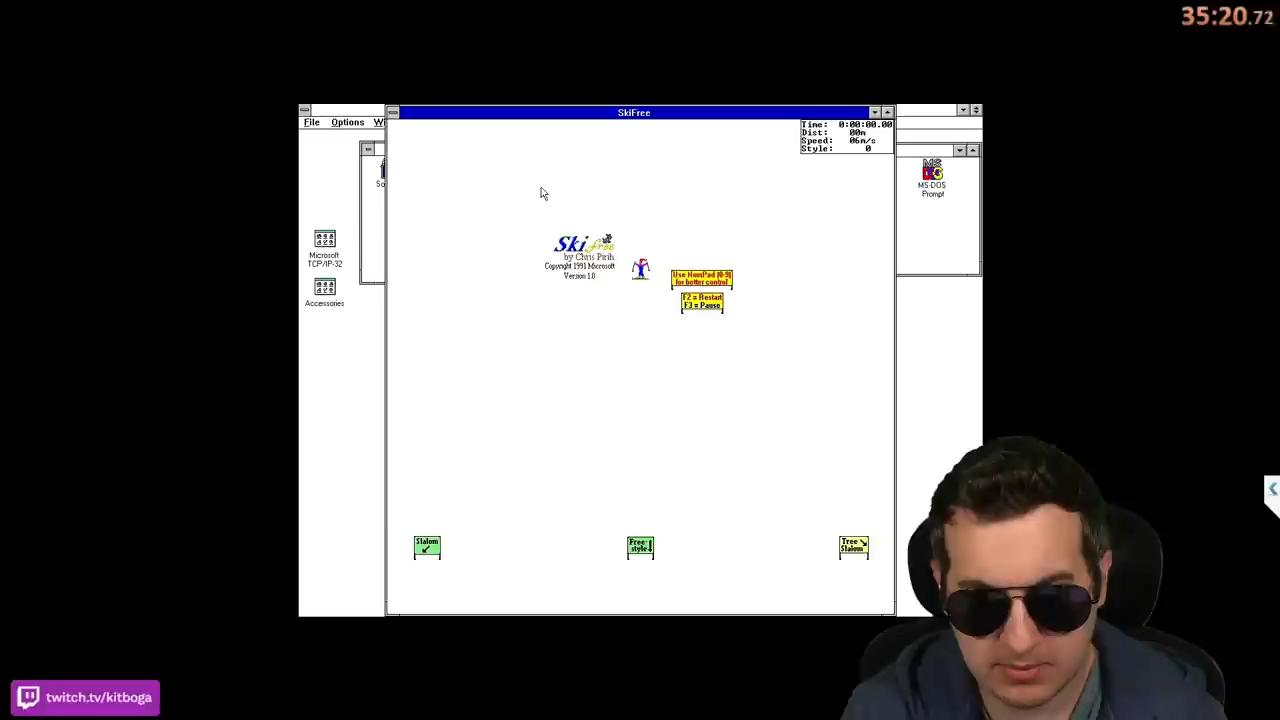 35:20.72
SkiFree
File Options W
Time: 0:00:00.00
Dist: 00m
Speed: 06m/s
Style: 0
So
MS
MS-DOS
Prompt
Ski free
by Chris Pirih
Copyright 1991 Microsoft
Version 1.0
Use NumPad (0-9)
for better control
F2 = Restart
F3 = Pause
Microsoft
TCP/IP-32
Accessories
Slalom
Free-
style
Tree
Slalom
twitch.tv/kitboga